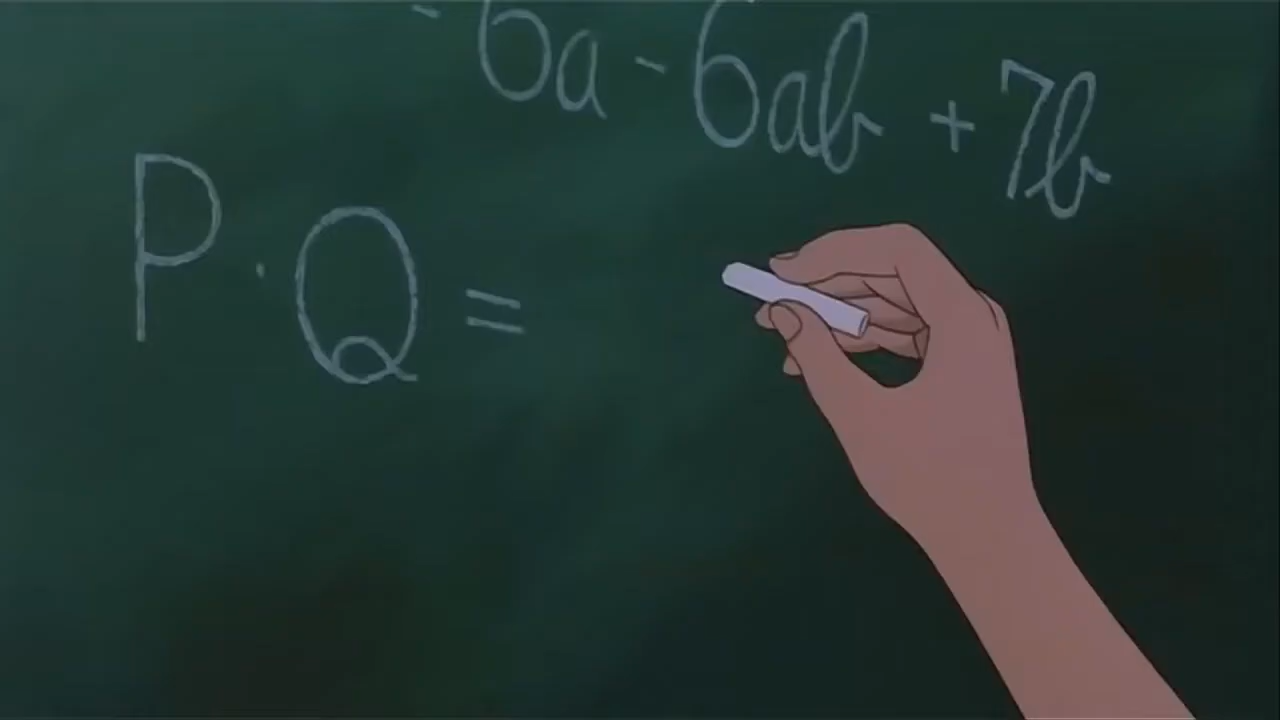 - 6a - 6ab + 7b
P · Q =